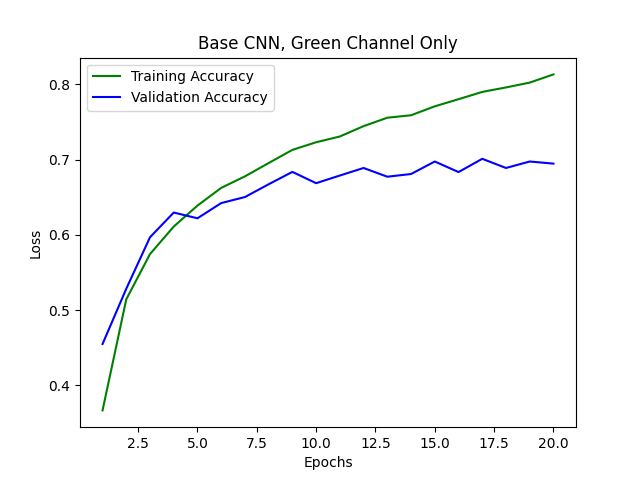 Base CNN, Green Channel Only
Training Accuracy
Validation Accuracy
Loss
0.8
0.7
0.6
0.5
0.4
2.5 5.0 7.5 10.0 12.5 15.0 17.5 20.0
Epochs